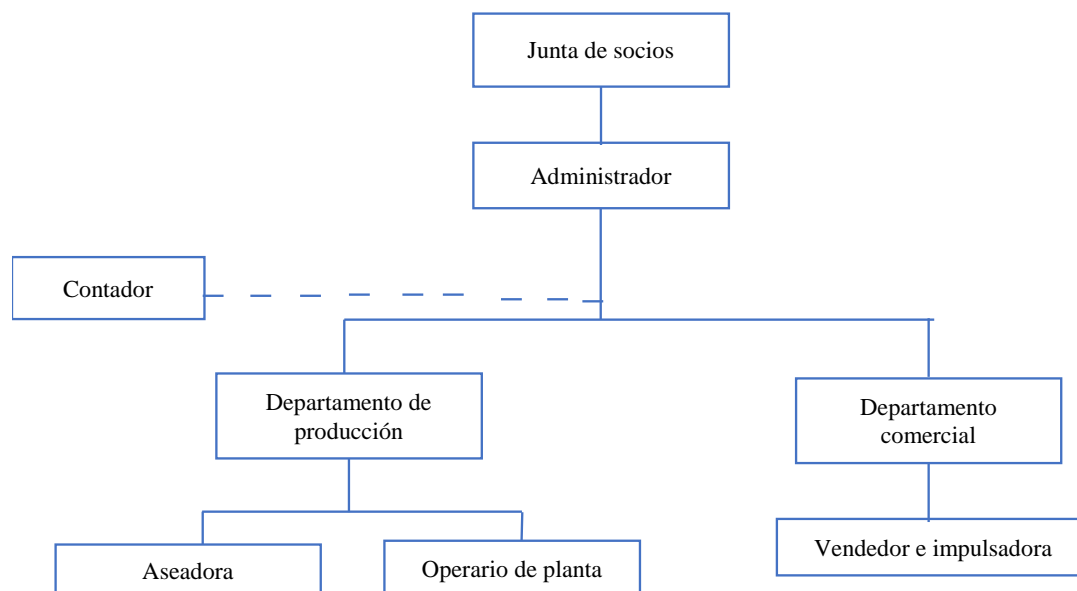 Junta de socios
Administrador
Contador
Departamento de
producción
Departamento
comercial
Aseadora
Operario de planta
Vendedor e impulsadora